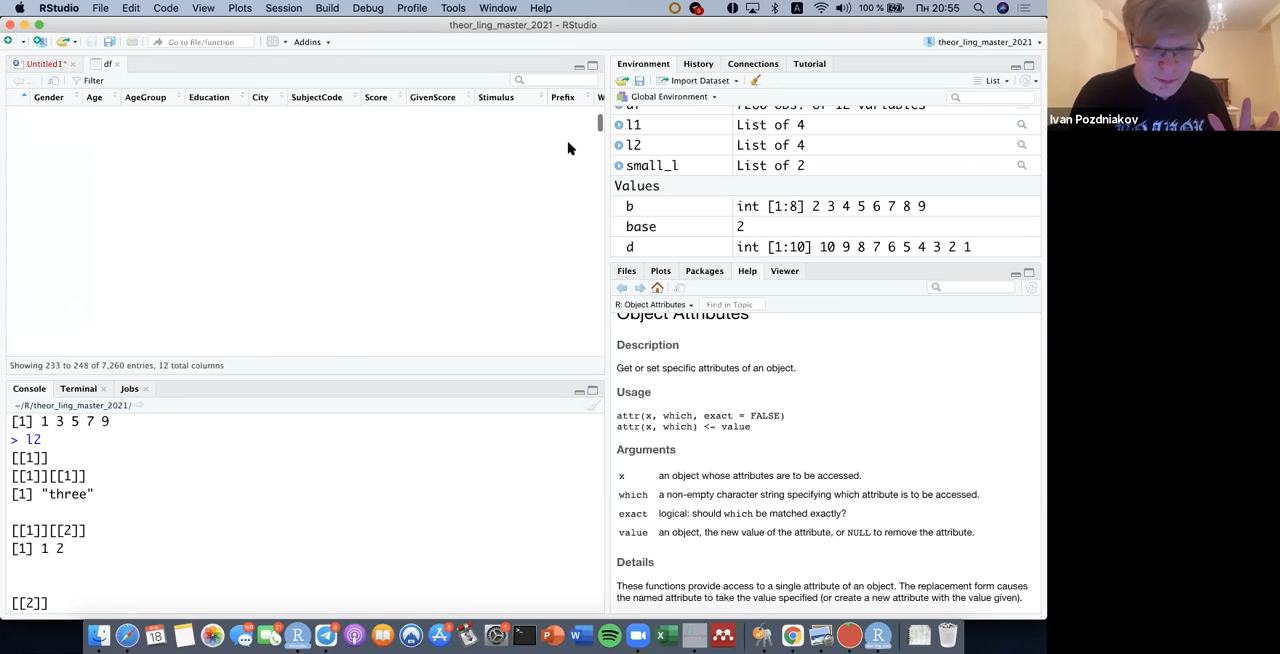 RStudio File Edit Code View Plots Session Build Debug Profile Tools Window Help 100 % Пн 20:55
theor_ling_master_2021 - RStudio
Go to file/function Addins theor_ling_master_2021
Untitled1* df
Filter
Gender Age AgeGroup Education City SubjectCode Score GivenScore Stimulus Prefix W
Showing 233 to 248 of 7,260 entries, 12 total columns
Console Terminal Jobs
~/R/theor_ling_master_2021/
[1] 1 3 5 7 9
> l2
[[1]]
[[1]][[1]]
[1] "three"
[[1]][[2]]
[1] 1 2
[[2]]
Environment History Connections Tutorial
Import Dataset List
Global Environment
df 7260 obs. of 12 variables
l1 List of 4
l2 List of 4
small_l List of 2
Values
b int [1:8] 2 3 4 5 6 7 8 9
base 2
d int [1:10] 10 9 8 7 6 5 4 3 2 1
Files Plots Packages Help Viewer
R: Object Attributes Find in Topic
Object Attributes
Description
Get or set specific attributes of an object.
Usage
attr(x, which, exact = FALSE)
attr(x, which) <- value
Arguments
x an object whose attributes are to be accessed.
which a non-empty character string specifying which attribute is to be accessed.
exact logical: should which be matched exactly?
value an object, the new value of the attribute, or NULL to remove the attribute.
Details
These functions provide access to a single attribute of an object. The replacement form causes
the named attribute to take the value specified (or create a new attribute with the value given).
Ivan Pozdniakov